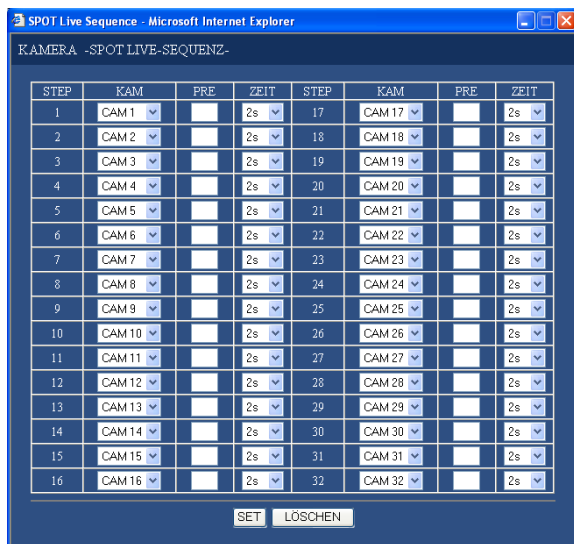 SPOT Live Sequence - Microsoft Internet Explorer
KAMERA -SPOT LIVE-SEQUENZ-
STEP KAM PRE ZEIT STEP KAM PRE ZEIT
1 CAM 1 2s 17 CAM 17 2s
2 CAM 2 2s 18 CAM 18 2s
3 CAM 3 2s 19 CAM 19 2s
4 CAM 4 2s 20 CAM 20 2s
5 CAM 5 2s 21 CAM 21 2s
6 CAM 6 2s 22 CAM 22 2s
7 CAM 7 2s 23 CAM 23 2s
8 CAM 8 2s 24 CAM 24 2s
9 CAM 9 2s 25 CAM 25 2s
10 CAM 10 2s 26 CAM 26 2s
11 CAM 11 2s 27 CAM 27 2s
12 CAM 12 2s 28 CAM 28 2s
13 CAM 13 2s 29 CAM 29 2s
14 CAM 14 2s 30 CAM 30 2s
15 CAM 15 2s 31 CAM 31 2s
16 CAM 16 2s 32 CAM 32 2s
SET LÖSCHEN